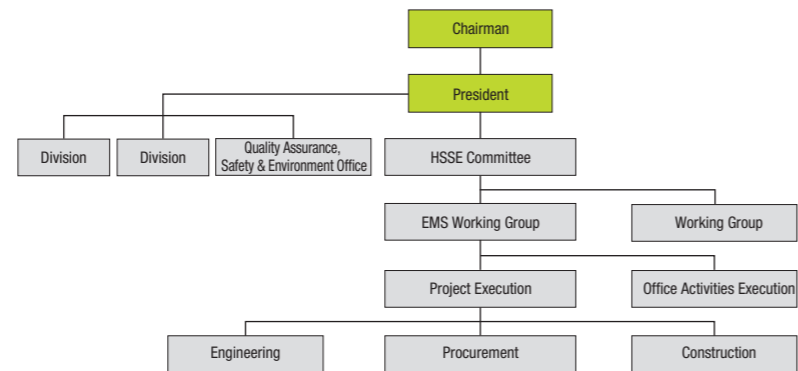 Chairman
President
Division
Division
Quality Assurance,
Safety & Environment Office
HSSE Committee
EMS Working Group
Working Group
Project Execution
Office Activities Execution
Engineering
Procurement
Construction